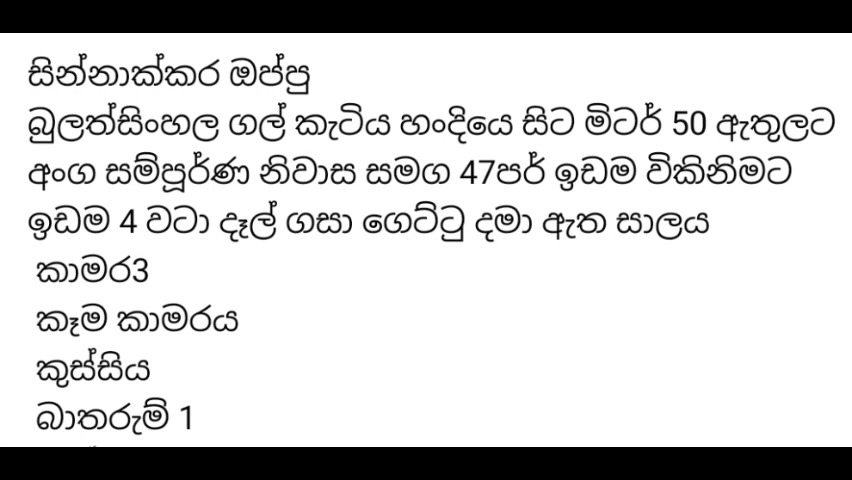 සින්නාක්කර ඔප්පු
බුලත්සිංහල ගල් කැටිය හංදියෙ සිට මිටර් 50 ඇතුලට
අංග සම්පූර්ණ නිවාස සමග 47පර් ඉඩම විකිනිමට
ඉඩම 4 වටා දැල් ගසා ගෙට්ටු දමා ඇත සාලය
කාමර3
කෑම කාමරය
කුස්සිය
බාතරුම් 1